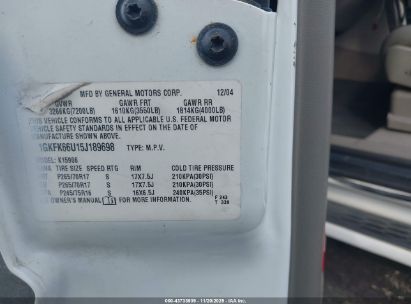 MFD BY GENERAL MOTORS CORP. 12/04
GVWR GAWR FRT GAWR RR
3266KG(7200LB) 1610KG(3550LB) 1814KG(4000LB)
THIS VEHICLE CONFORMS TO ALL APPLICABLE U.S. FEDERAL MOTOR
VEHICLE SAFETY STANDARDS IN EFFECT ON THE DATE OF
MANUFACTURE SHOWN ABOVE.
1GKFK66U15J189698 TYPE: M.P.V.
MODEL: K15906
TIRE SIZE SPEED RTG RIM COLD TIRE PRESSURE
P265/70R17 S 17X7.5J 210KPA(30PSI)
P265/70R17 S 17X7.5J 210KPA(30PSI)
P245/75R16 S 16X6.5J 240KPA(35PSI)
OWNER'S MANUAL FOR MORE INFORMATION.